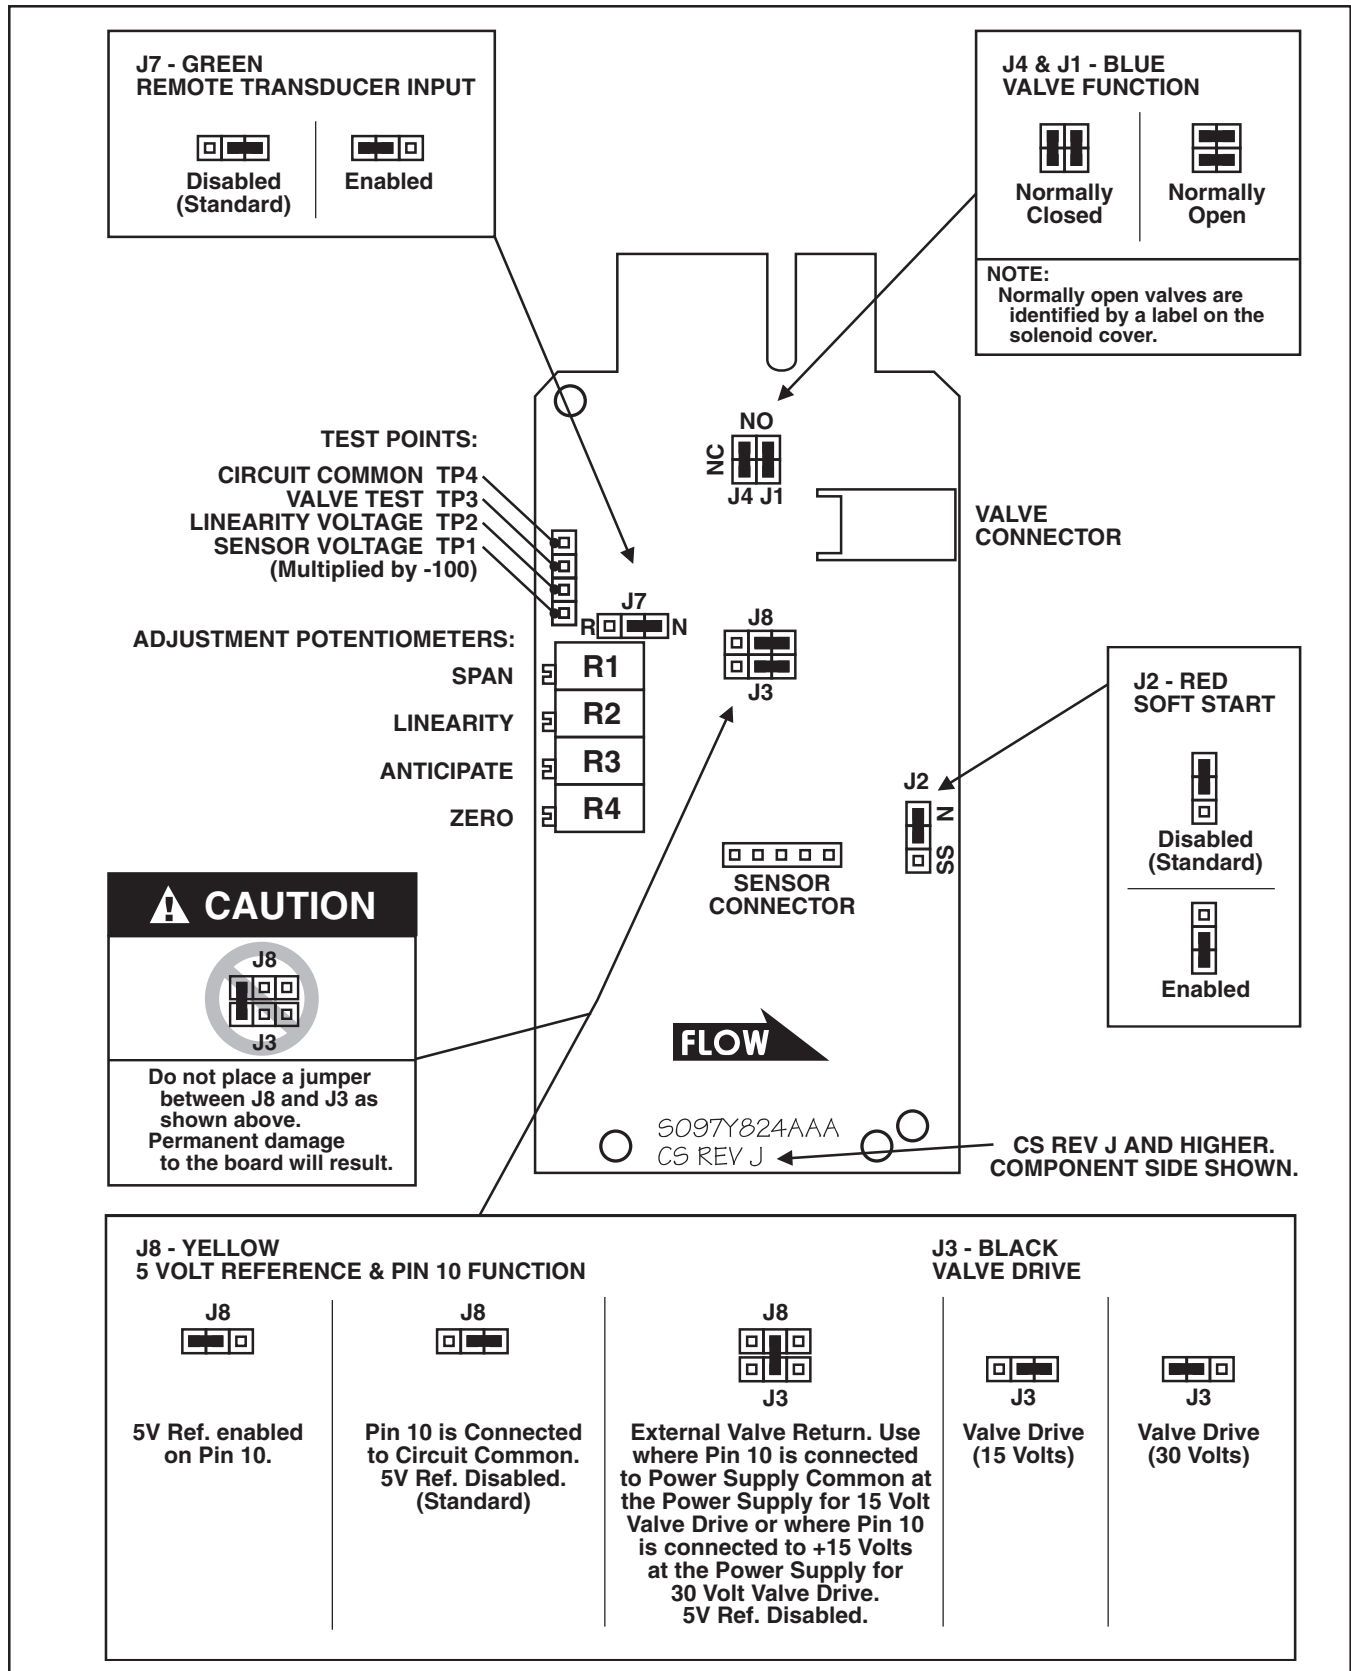 J7 - GREEN
REMOTE TRANSDUCER INPUT
Disabled
(Standard)
Enabled
J4 & J1 - BLUE
VALVE FUNCTION
Normally
Closed
Normally
Open
NOTE:
Normally open valves are
identified by a label on the
solenoid cover.
TEST POINTS:
CIRCUIT COMMON TP4
VALVE TEST TP3
LINEARITY VOLTAGE TP2
SENSOR VOLTAGE TP1
(Multiplied by -100)
NO
NC
J4 J1
VALVE
CONNECTOR
J7
R
N
J8
J3
ADJUSTMENT POTENTIOMETERS:
SPAN
R1
LINEARITY
R2
ANTICIPATE
R3
ZERO
R4
J2 - RED
SOFT START
Disabled
(Standard)
Enabled
J2
N
SS
SENSOR
CONNECTOR
CAUTION
J8
J3
Do not place a jumper
between J8 and J3 as
shown above.
Permanent damage
to the board will result.
FLOW
S097Y824AAA
CS REV J
CS REV J AND HIGHER.
COMPONENT SIDE SHOWN.
J8 - YELLOW
5 VOLT REFERENCE & PIN 10 FUNCTION
J3 - BLACK
VALVE DRIVE
J8
5V Ref. enabled
on Pin 10.
J8
Pin 10 is Connected
to Circuit Common.
5V Ref. Disabled.
(Standard)
J8
J3
External Valve Return. Use
where Pin 10 is connected
to Power Supply Common at
the Power Supply for 15 Volt
Valve Drive or where Pin 10
is connected to +15 Volts
at the Power Supply for
30 Volt Valve Drive.
5V Ref. Disabled.
J3
Valve Drive
(15 Volts)
J3
Valve Drive
(30 Volts)